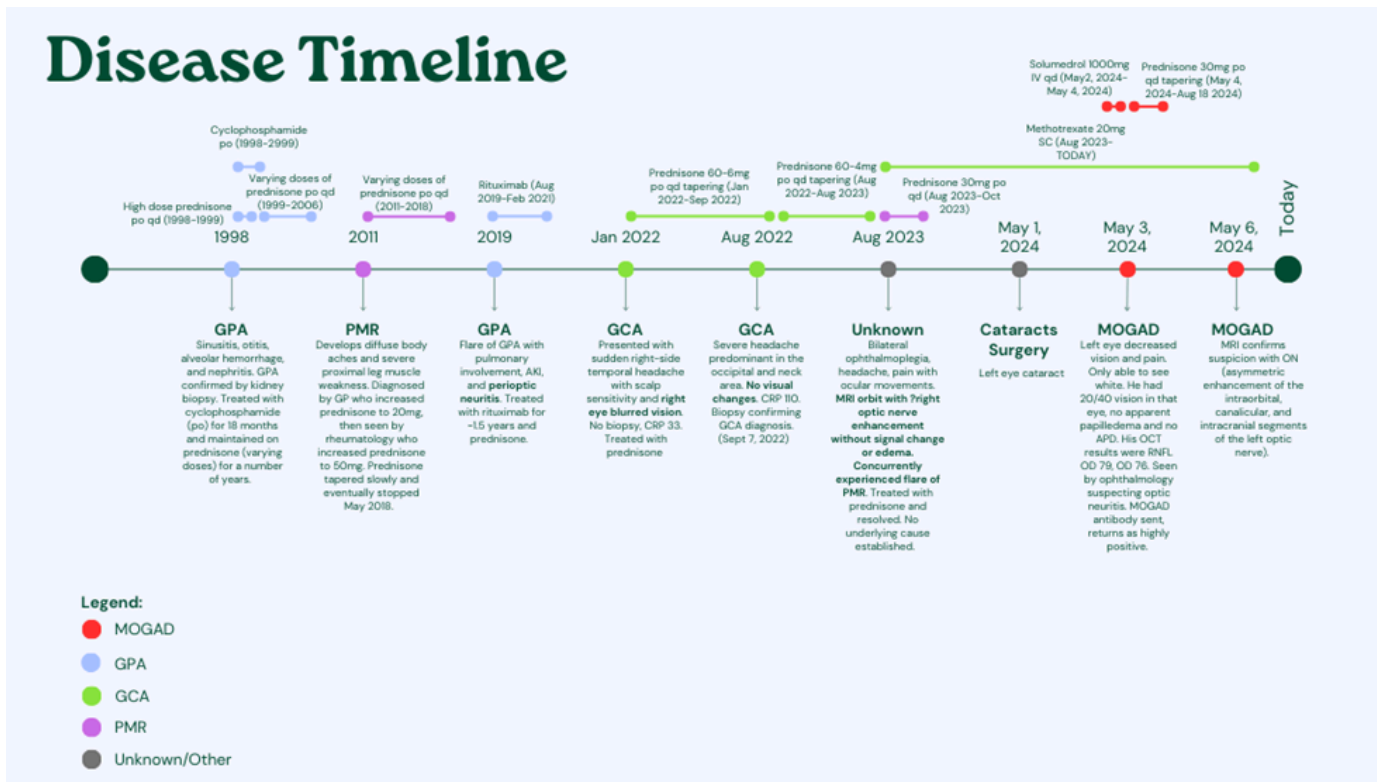 Disease Timeline
Solumedrol 1000mg
IV qd (May2, 2024-
May 4, 2024)
Prednisone 30mg po
qd tapering (May 4,
2024-Aug 18 2024)
Cyclophosphamide
po (1998-2999)
Methotrexate 20mg
SC (Aug 2023-
TODAY)
High dose prednisone
po qd (1998-1999)
Varying doses of
prednisone po qd
(1999-2006)
Varying doses of
prednisone po qd
(2011-2018)
Rituximab (Aug
2019-Feb 2021)
Prednisone 60-6mg
po qd tapering (Jan
2022-Sep 2022)
Prednisone 60-4mg
po qd tapering (Aug
2022-Aug 2023)
Prednisone 30mg po
qd (Aug 2023-Oct
2023)
1998
2011
2019
Jan 2022
Aug 2022
Aug 2023
May 1,
2024
May 3,
2024
May 6,
2024
Today
GPA
Sinusitis, otitis,
alveolar hemorrhage,
and nephritis. GPA
confirmed by kidney
biopsy. Treated with
cyclophosphamide
(po) for 18 months
and maintained on
prednisone (varying
doses) for a number
of years.
PMR
Develops diffuse body
aches and severe
proximal leg muscle
weakness. Diagnosed
by GP who increased
prednisone to 20mg,
then seen by
rheumatology who
increased prednisone
to 50mg. Prednisone
tapered slowly and
eventually stopped
May 2018.
GPA
Flare of GPA with
pulmonary
involvement, AKI,
and perioptic
neuritis. Treated
with rituximab for
~1.5 years and
prednisone.
GCA
Presented with
sudden right-side
temporal headache
with scalp
sensitivity and right
eye blurred vision.
No biopsy, CRP 33.
Treated with
prednisone
GCA
Severe headache
predominant in the
occipital and neck
area. No visual
changes. CRP 110.
Biopsy confirming
GCA diagnosis.
(Sept 7, 2022)
Unknown
Bilateral
ophthalmoplegia,
headache, pain with
ocular movements.
MRI orbit with ?right
optic nerve
enhancement
without signal change
or edema.
Concurrently
experienced flare of
PMR. Treated with
prednisone and
resolved. No
underlying cause
established.
Cataracts
Surgery
Left eye cataract
MOGAD
Left eye decreased
vision and pain.
Only able to see
white. He had
20/40 vision in that
eye, no apparent
papilledema and no
APD. His OCT
results were RNFL
OD 79, OD 76. Seen
by ophthalmology
suspecting optic
neuritis. MOGAD
antibody sent,
returns as highly
positive.
MOGAD
MRI confirms
suspicion with ON
(asymmetric
enhancement of the
intraorbital,
canalicular, and
intracranial segments
of the left optic
nerve).
Legend:
MOGAD
GPA
GCA
PMR
Unknown/Other